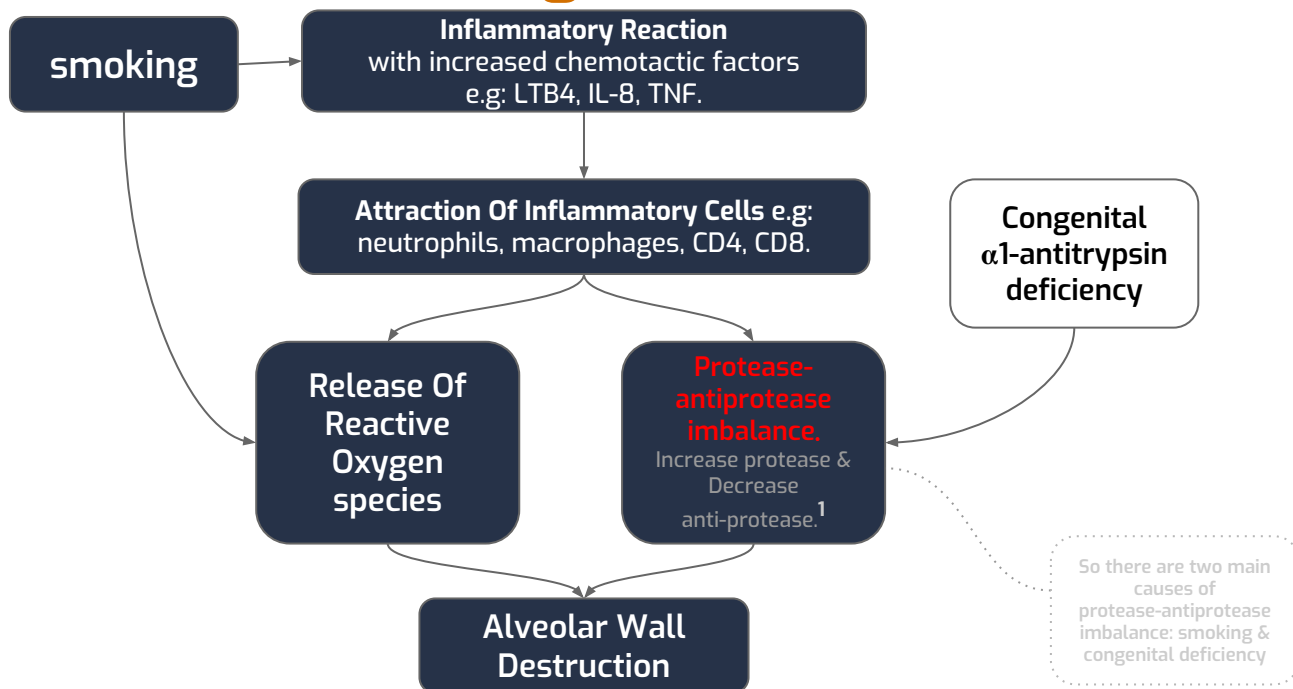 smoking
Inflammatory Reaction
with increased chemotactic factors
e.g: LTB4, IL-8, TNF.
Attraction Of Inflammatory Cells e.g:
neutrophils, macrophages, CD4, CD8.
Congenital
α1-antitrypsin
deficiency
Release Of
Reactive
Oxygen
species
Protease-
antiprotease
imbalance.
Increase protease &
Decrease
anti-protease.1
So there are two main
causes of
protease-antiprotease
imbalance: smoking &
congenital deficiency
Alveolar Wall
Destruction